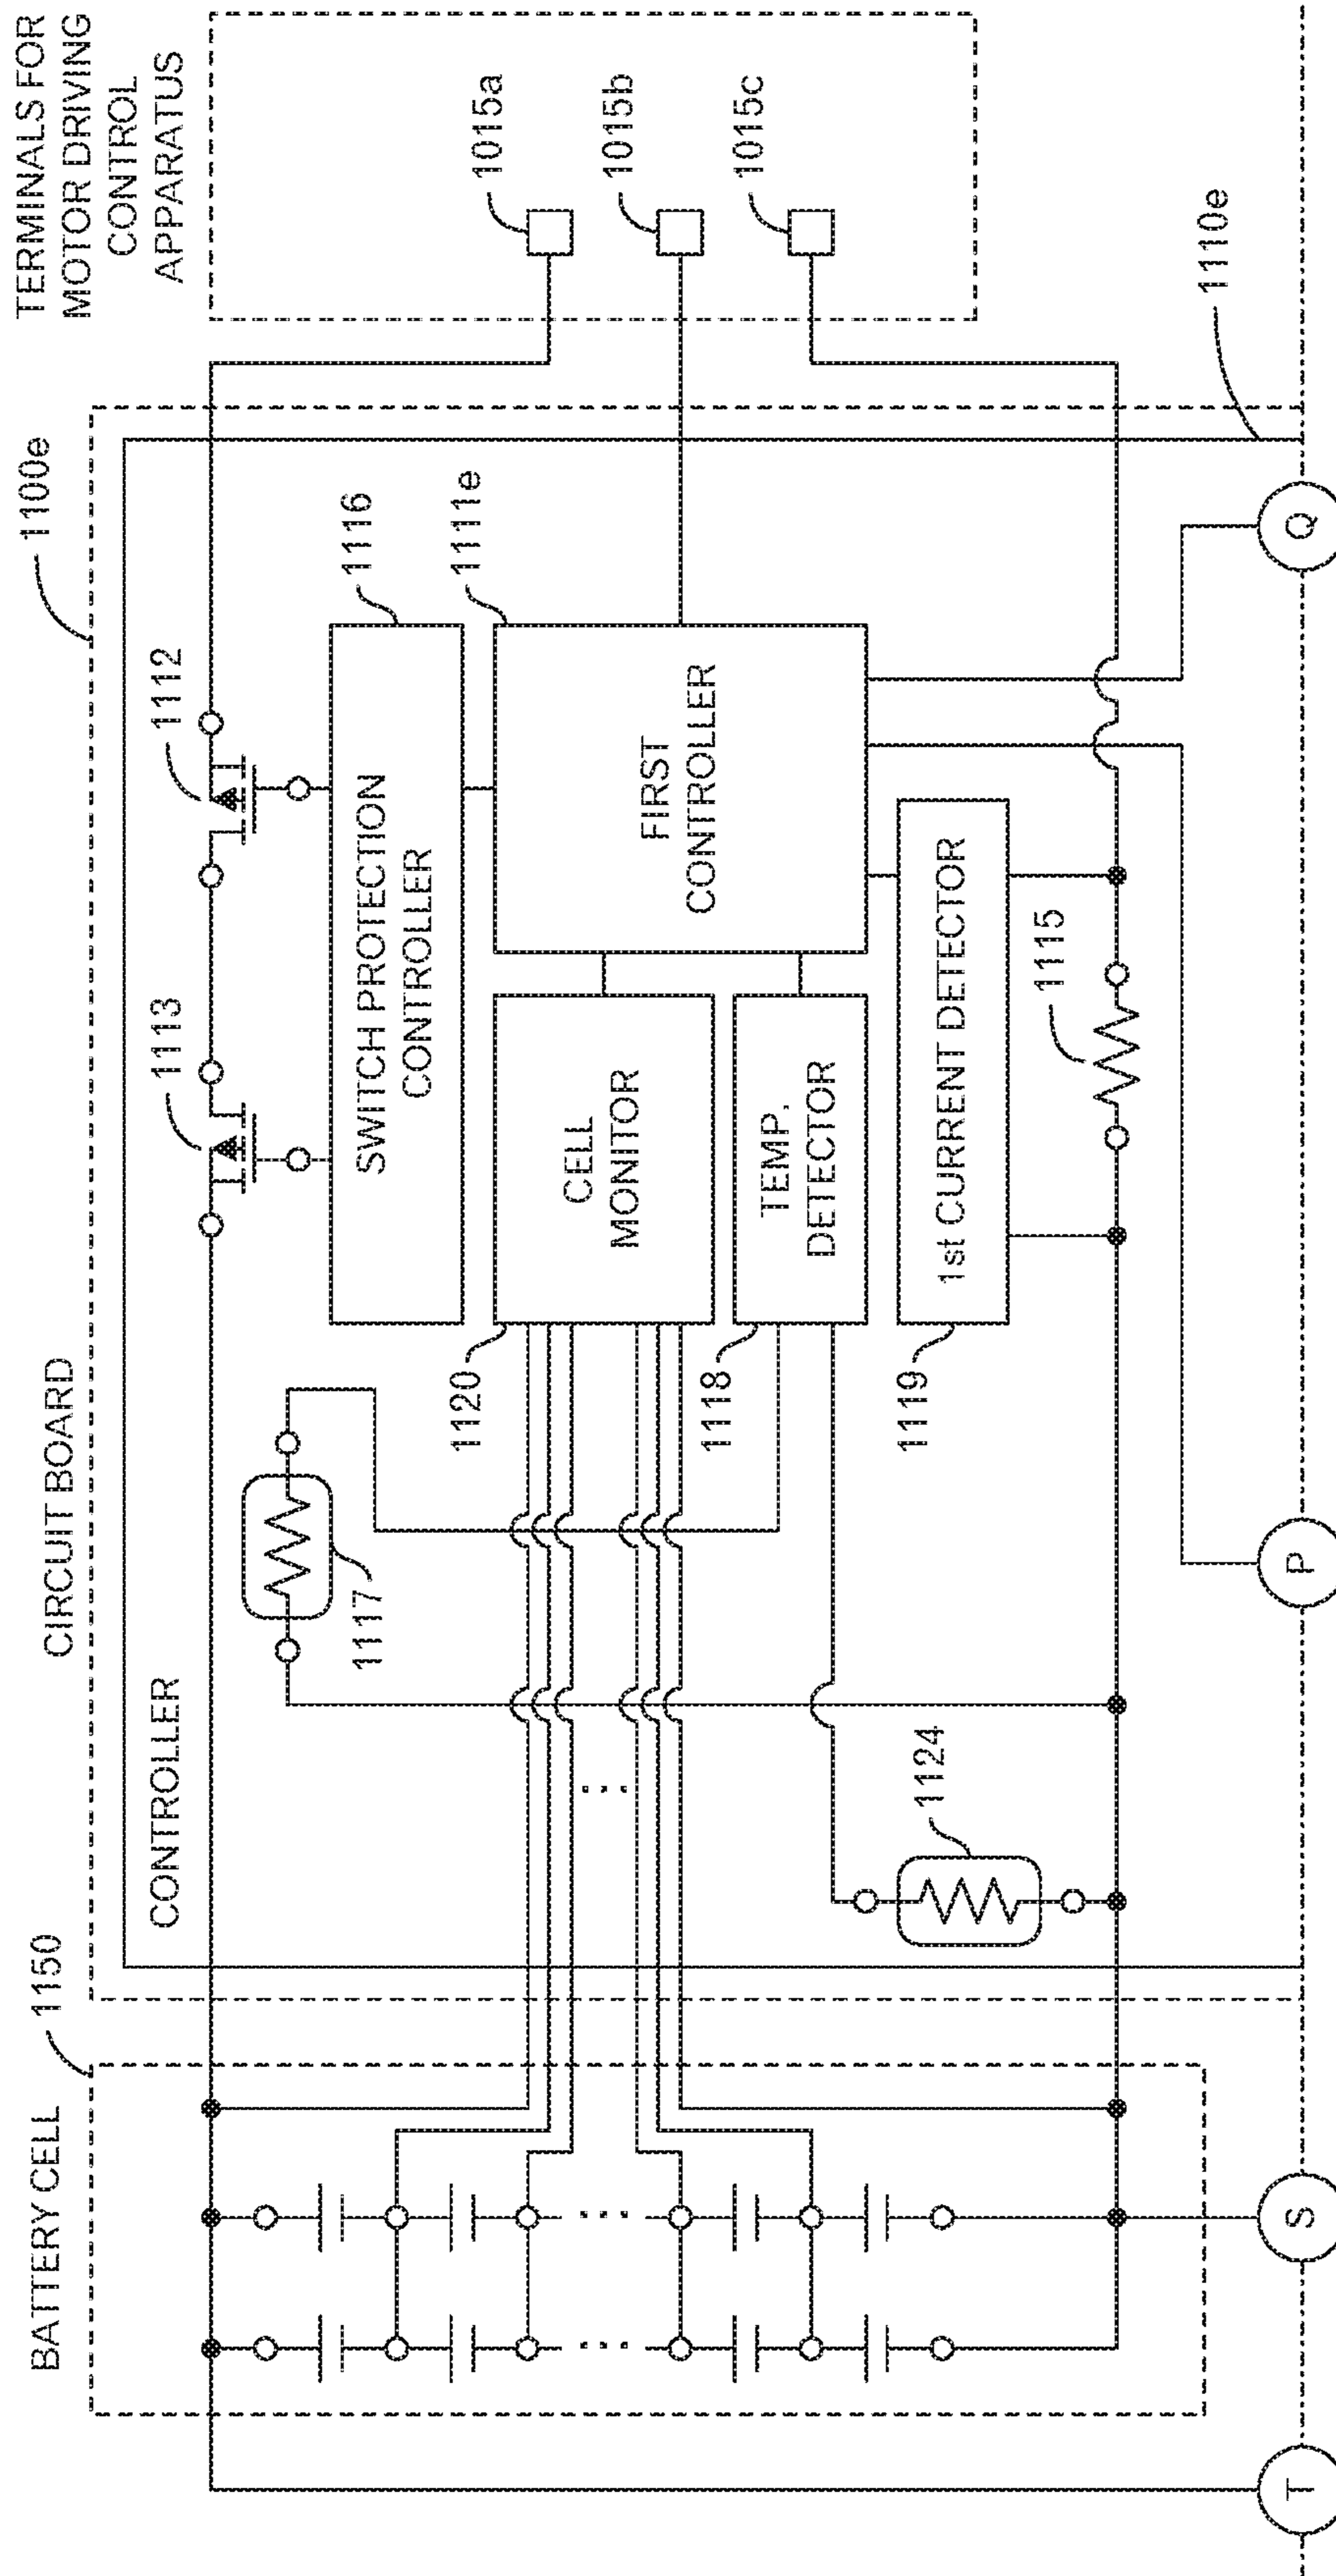 BATTERY CELL
1150
CIRCUIT BOARD
1100e
TERMINALS FOR
MOTOR DRIVING
CONTROL
APPARATUS
CONTROLLER
1113
1112
1116
1117
SWITCH PROTECTION
CONTROLLER
1111e
1015a
1120
CELL
MONITOR
FIRST
CONTROLLER
1015b
1118
TEMP.
DETECTOR
1015c
1124
1119
1st CURRENT DETECTOR
1115
1110e
T
S
P
Q